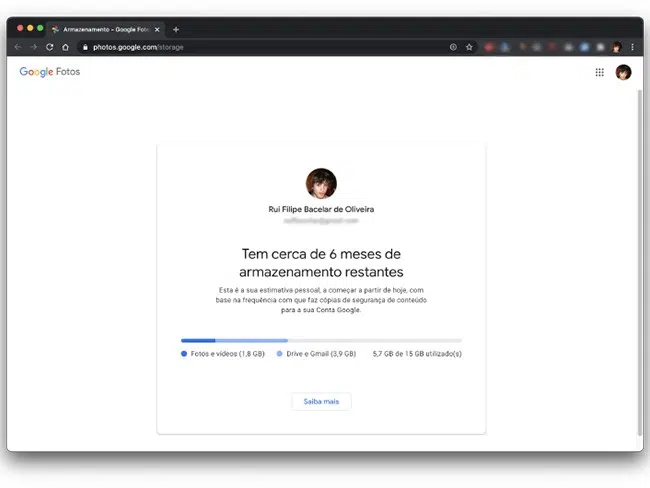 Armazenamento - Google Foto
photos.google.com/storage
Google Fotos
Rui Filipe Bacelar de Oliveira
Tem cerca de 6 meses de
armazenamento restantes
Esta é a sua estimativa pessoal, a começar a partir de hoje, com
base na frequência com que faz cópias de segurança de conteúdo
para a sua Conta Google.
Fotos e vídeos (1,8 GB) Drive e Gmail (3,9 GB) 5,7 GB de 15 GB utilizado(s)
Saiba mais